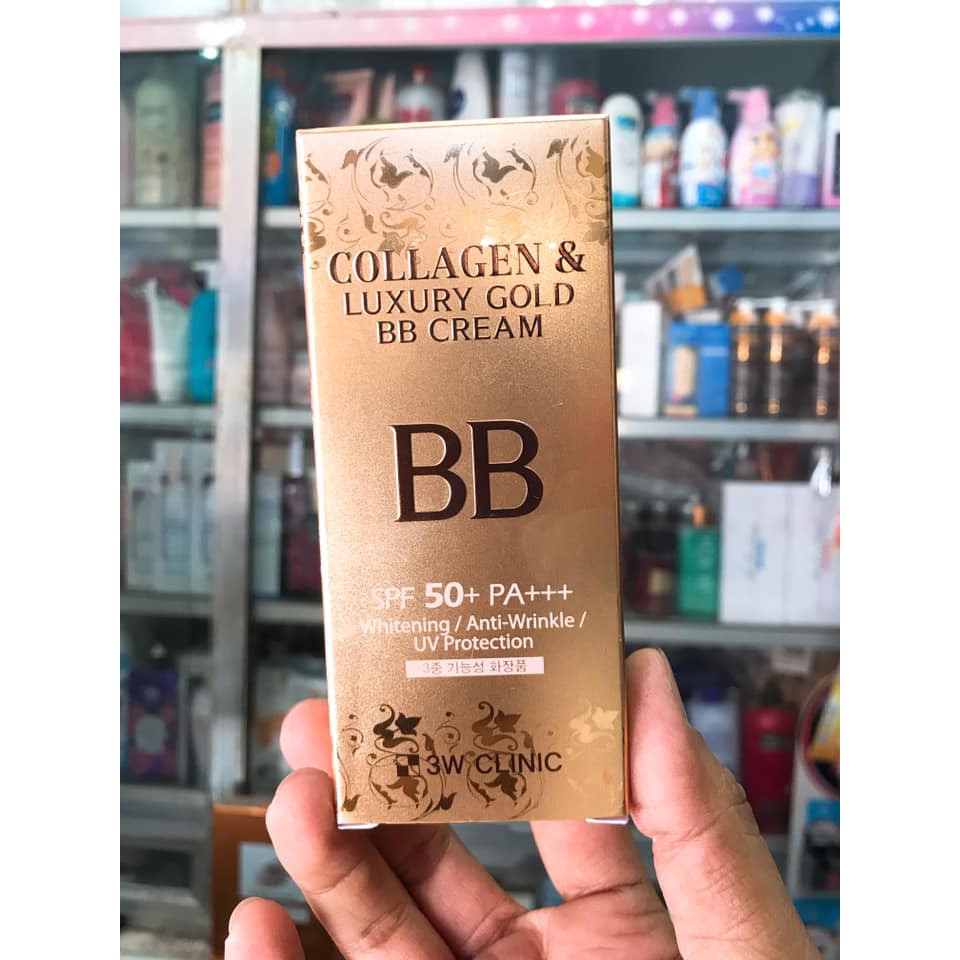 COLLAGEN &
LUXURY GOLD
BB CREAM
BB
SPF 50+ PA+++
Whitening / Anti-Wrinkle /
UV Protection
3중 기능성 화장품
3W CLINIC